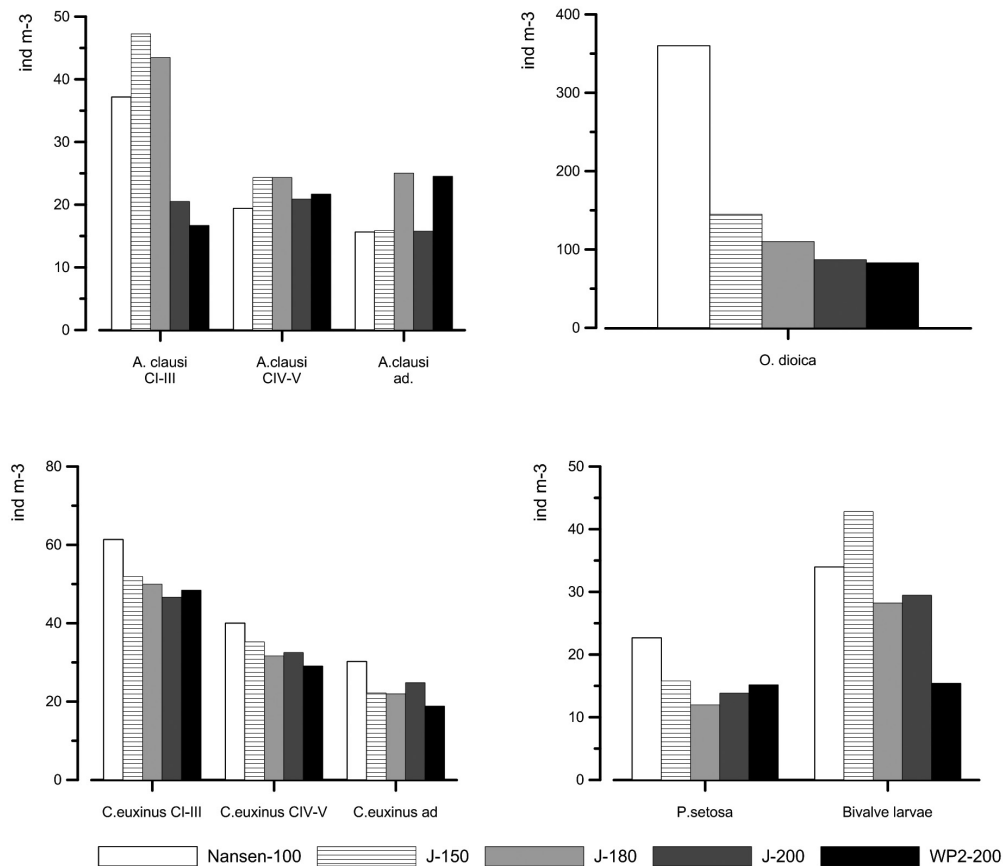 ind m-3
50
40
30
20
10
0
A. clausi
CI-III
A.clausi
CIV-V
A.clausi
ad.
ind m-3
400
300
200
100
0
O. dioica
ind m-3
80
60
40
20
0
C.euxinus CI-III
C.euxinus CIV-V
C.euxinus ad
ind m-3
50
40
30
20
10
0
P.setosa
Bivalve larvae
Nansen-100 J-150 J-180 J-200 WP2-200